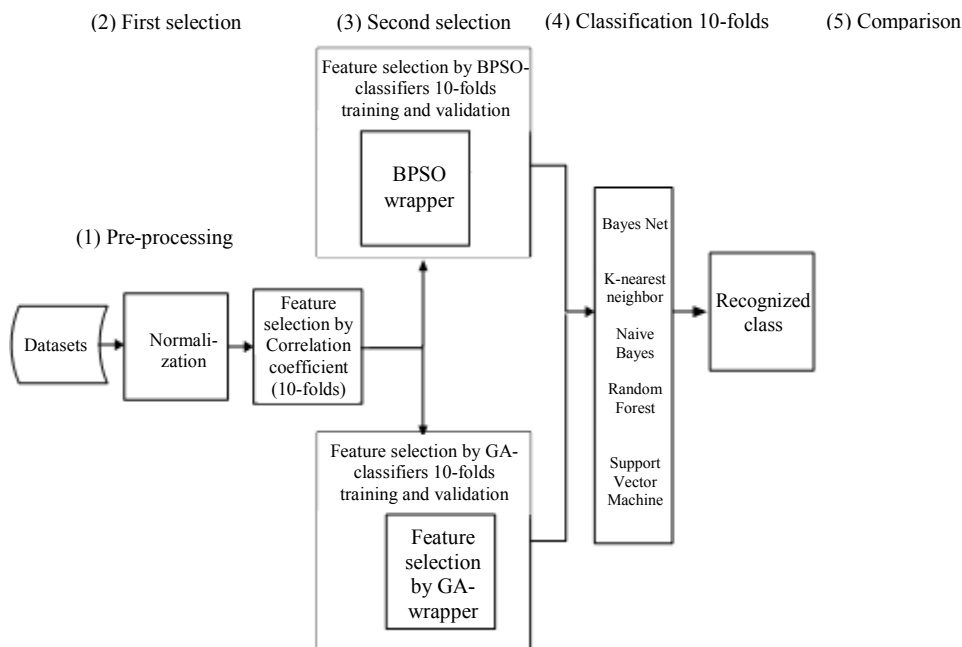 (2) First selection
(3) Second selection
(4) Classification 10-folds
(5) Comparison
Feature selection by BPSO-
classifiers 10-folds
training and validation
BPSO
wrapper
(1) Pre-processing
Datasets
Normali-
zation
Feature
selection by
Correlation
coefficient
(10-folds)
Feature selection by GA-
classifiers 10-folds
training and validation
Feature
selection
by GA-
wrapper
Bayes Net
K-nearest
neighbor
Naive
Bayes
Random
Forest
Support
Vector
Machine
Recognized
class